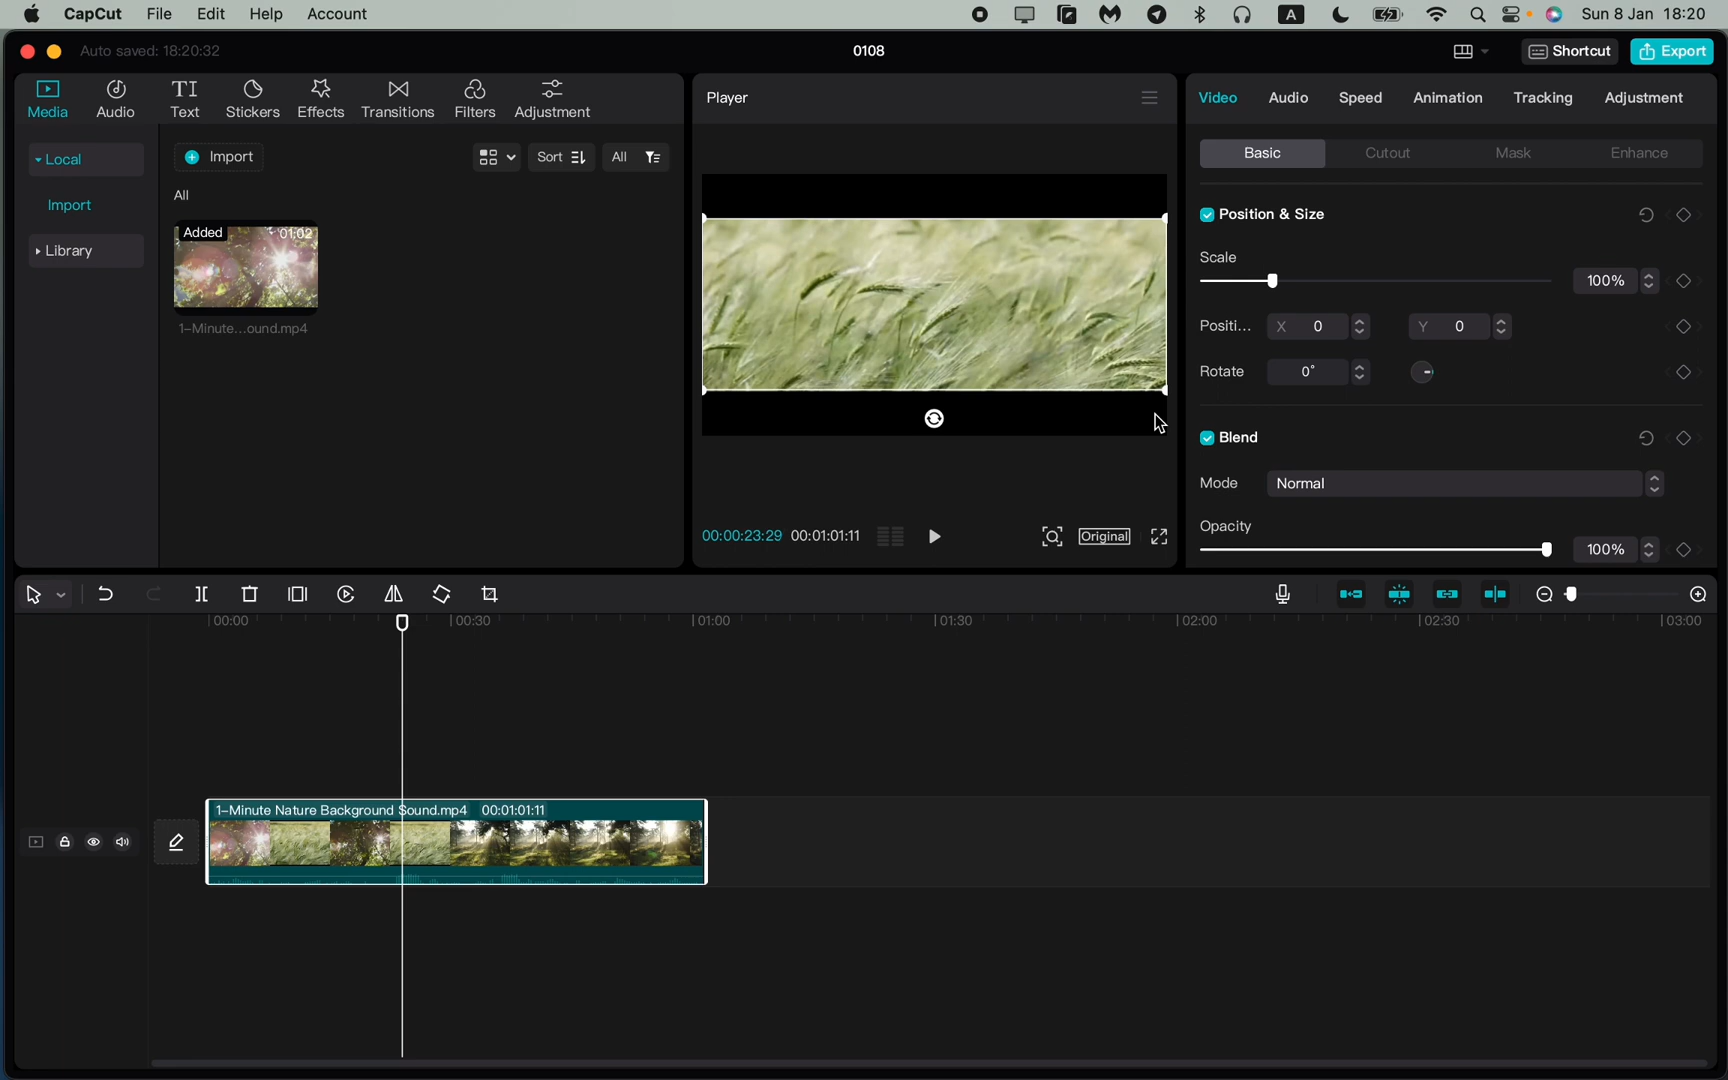 CapCut File Edit Help Account A Sun 8 Jan 18:20
Auto saved: 18:20:32 0108 Shortcut Export
Media Audio TI Text Stickers Effects Transitions Filters Adjustment
Local
Import
Library
Import Sort All
All
Added 01:02
1-Minute...ound.mp4
Player
00:00:23:29 00:01:01:11 Original
Video Audio Speed Animation Tracking Adjustment
Basic Cutout Mask Enhance
Position & Size
Scale
100%
Positi... X 0 Y 0
Rotate 0°
Blend
Mode Normal
Opacity
100%
00:00 00:30 01:00 01:30 02:00 02:30 03:00
1-Minute Nature Background Sound.mp4 00:01:01:11